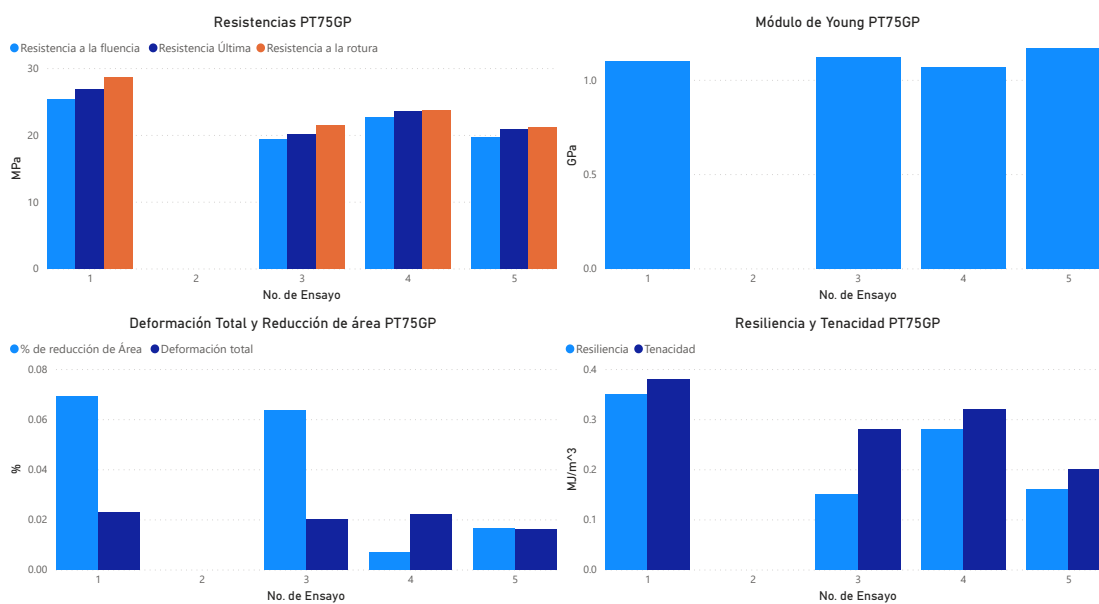 Resistencias PT75GP
Resistencia a la fluencia Resistencia Última Resistencia a la rotura
30
20
10
0
MPa
1 2 3 4 5
No. de Ensayo
Módulo de Young PT75GP
1.0
0.5
0.0
GPa
1 2 3 4 5
No. de Ensayo
Deformación Total y Reducción de área PT75GP
% de reducción de Área Deformación total
0.08
0.06
0.04
0.02
0.00
%
1 2 3 4 5
No. de Ensayo
Resiliencia y Tenacidad PT75GP
Resiliencia Tenacidad
0.4
0.3
0.2
0.1
0.0
MJ/m^3
1 2 3 4 5
No. de Ensayo